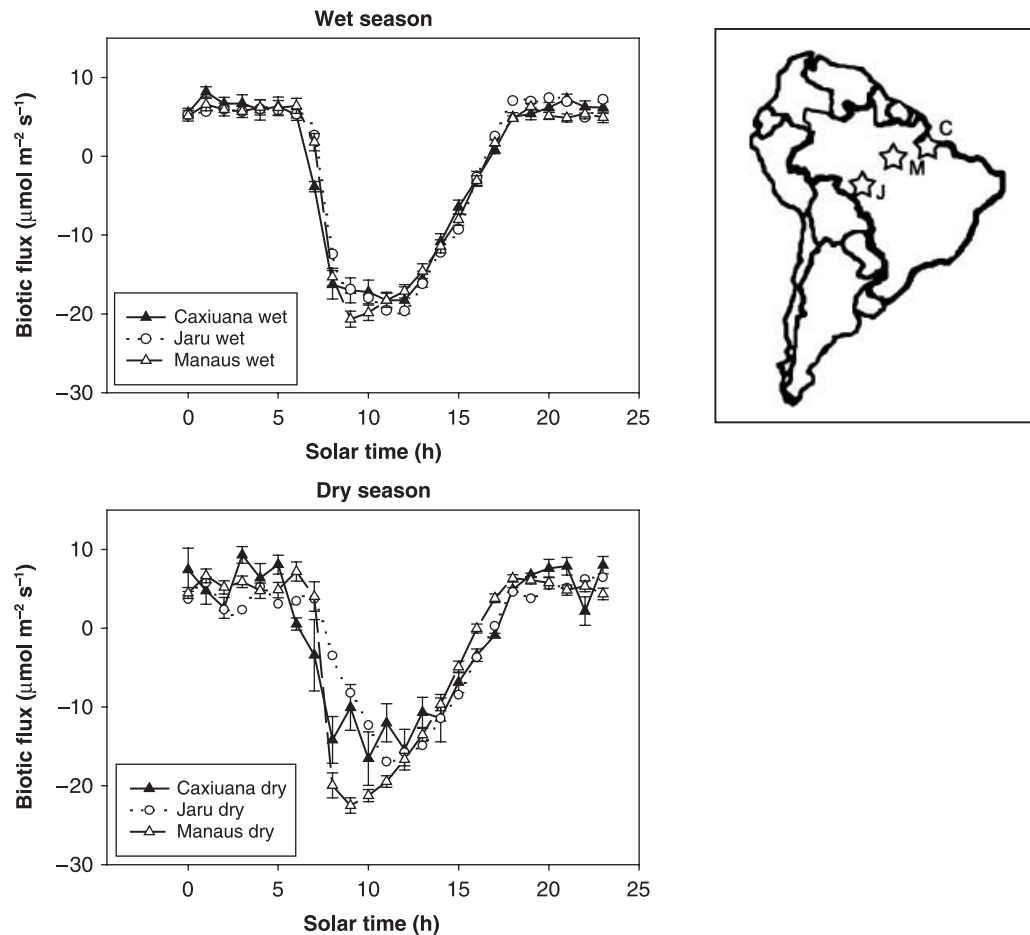 Wet season
10
0
−10
−20
−30
Biotic flux (μmol m⁻² s⁻¹)
Caxiuana wet
Jaru wet
Manaus wet
0 5 10 15 20 25
Solar time (h)
C
M
J
Dry season
10
0
−10
−20
−30
Biotic flux (μmol m⁻² s⁻¹)
Caxiuana dry
Jaru dry
Manaus dry
0 5 10 15 20 25
Solar time (h)